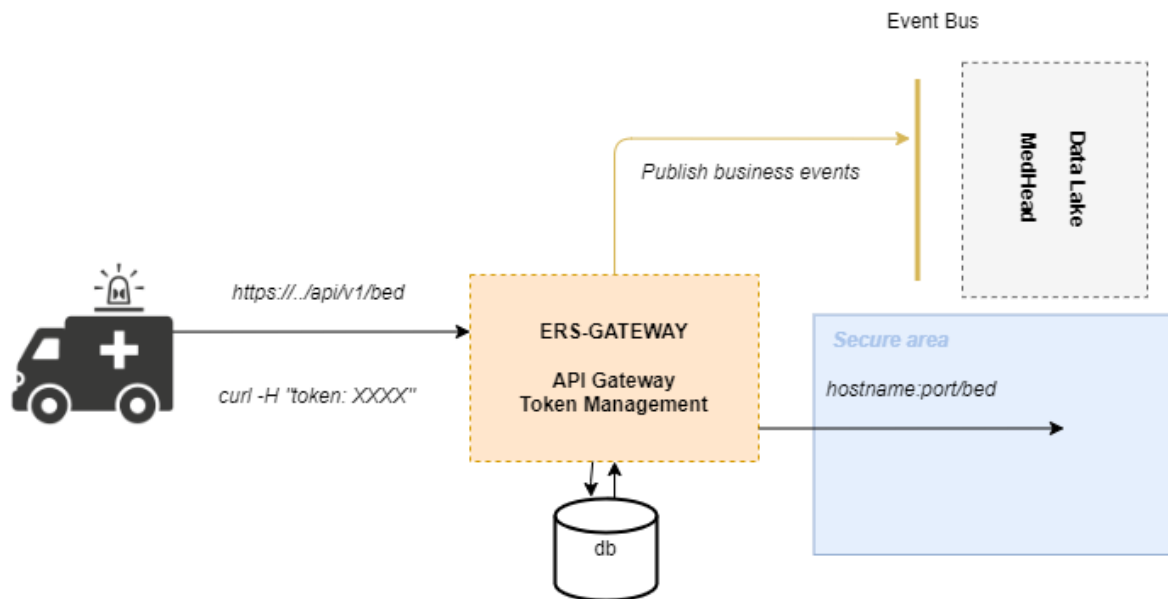 Event Bus
Data Lake
MedHead
Publish business events
https://../api/v1/bed
curl -H "token: XXXX"
ERS-GATEWAY
API Gateway
Token Management
Secure area
hostname:port/bed
db